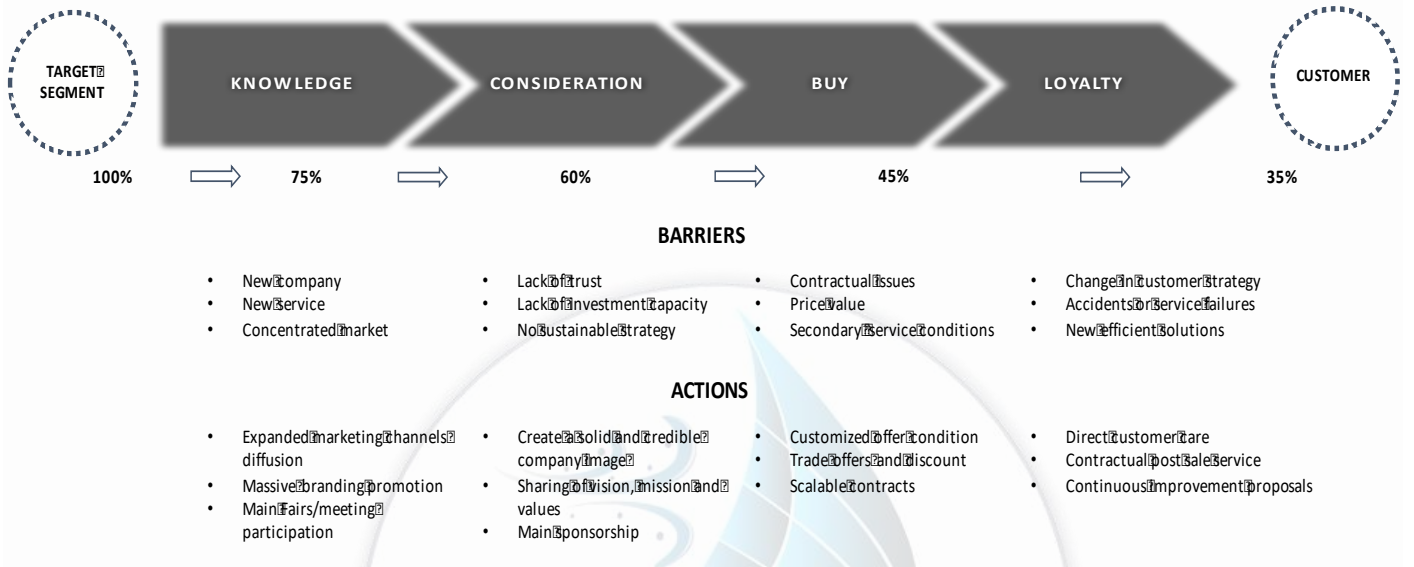 TARGET
SEGMENT
KNOWLEDGE
CONSIDERATION
BUY
LOYALTY
CUSTOMER
100%
75%
60%
45%
35%
BARRIERS
• New company
• New service
• Concentrated market
• Lack of trust
• Lack of investment capacity
• No sustainable strategy
• Contractual issues
• Price value
• Secondary service conditions
• Change in customer strategy
• Accidents or service failures
• New efficient solutions
ACTIONS
• Expanded marketing channels
diffusion
• Massive branding promotion
• Main Fairs/meeting
participation
• Create a solid and credible
company image
• Sharing of vision, mission and
values
• Main sponsorship
• Customized offer condition
• Trade offers and discount
• Scalable contracts
• Direct customer care
• Contractual post sale service
• Continuous improvement proposals